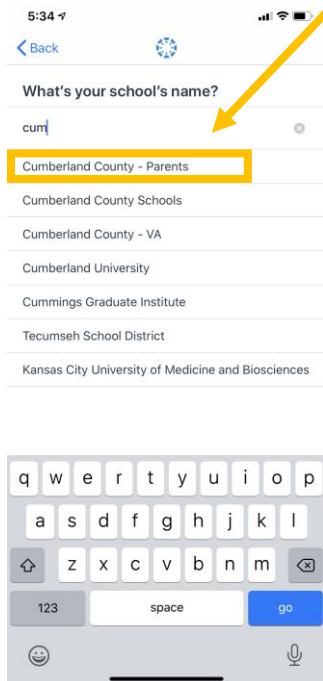 5:34
Back
What's your school's name?
cum
Cumberland County - Parents
Cumberland County Schools
Cumberland County - VA
Cumberland University
Cummings Graduate Institute
Tecumseh School District
Kansas City University of Medicine and Biosciences
q w e r t y u i o p
a s d f g h j k l
z x c v b n m
123 space go